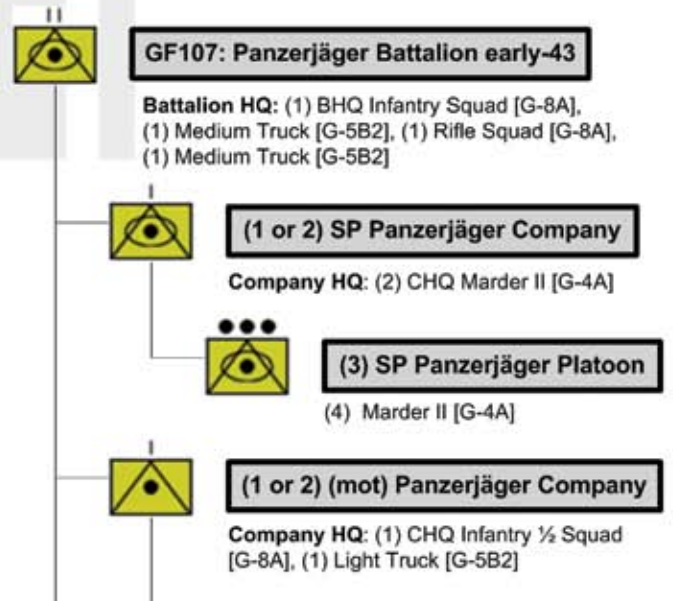 GF107: Panzerjäger Battalion early-43
Battalion HQ: (1) BHQ Infantry Squad [G-8A],
(1) Medium Truck [G-5B2], (1) Rifle Squad [G-8A],
(1) Medium Truck [G-5B2]
(1 or 2) SP Panzerjäger Company
Company HQ: (2) CHQ Marder II [G-4A]
(3) SP Panzerjäger Platoon
(4) Marder II [G-4A]
(1 or 2) (mot) Panzerjäger Company
Company HQ: (1) CHQ Infantry ½ Squad
[G-8A], (1) Light Truck [G-5B2]